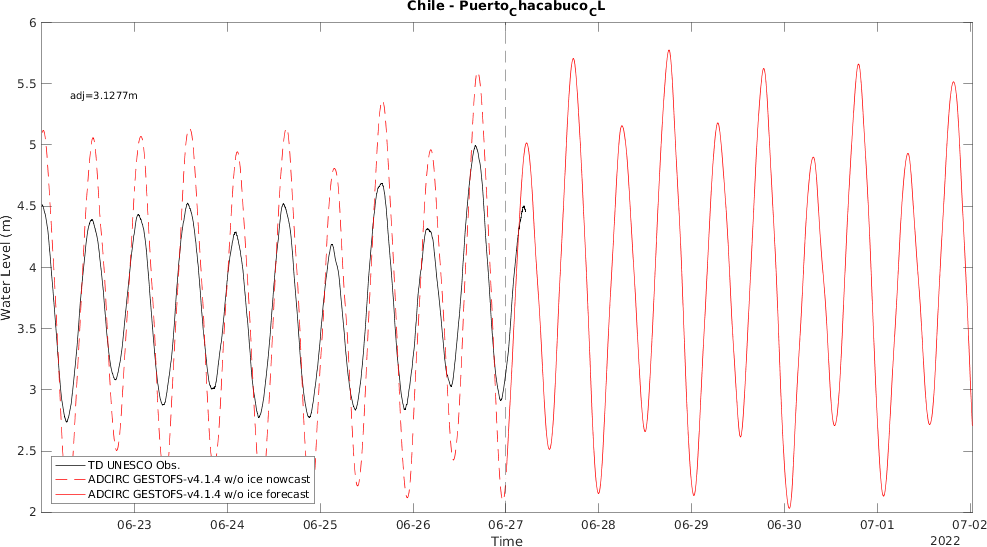 Chile - Puerto_Chacabuco_CL
6
5.5
adj=3.1277m
5
4.5
4
3.5
3
2.5
2
Water Level (m)
TD UNESCO Obs.
ADCIRC GESTOFS-v4.1.4 w/o ice nowcast
ADCIRC GESTOFS-v4.1.4 w/o ice forecast
06-23 06-24 06-25 06-26 06-27 06-28 06-29 06-30 07-01 07-02
Time
2022